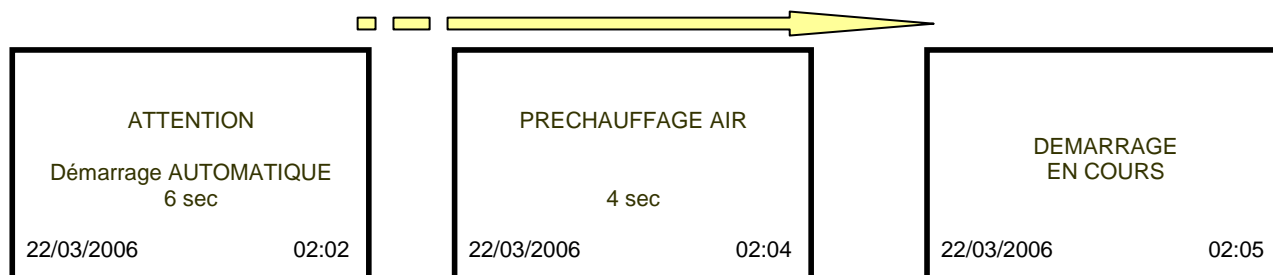 ATTENTION
Démarrage AUTOMATIQUE
6 sec
22/03/2006 02:02
PRECHAUFFAGE AIR
4 sec
22/03/2006 02:04
DEMARRAGE
EN COURS
22/03/2006 02:05